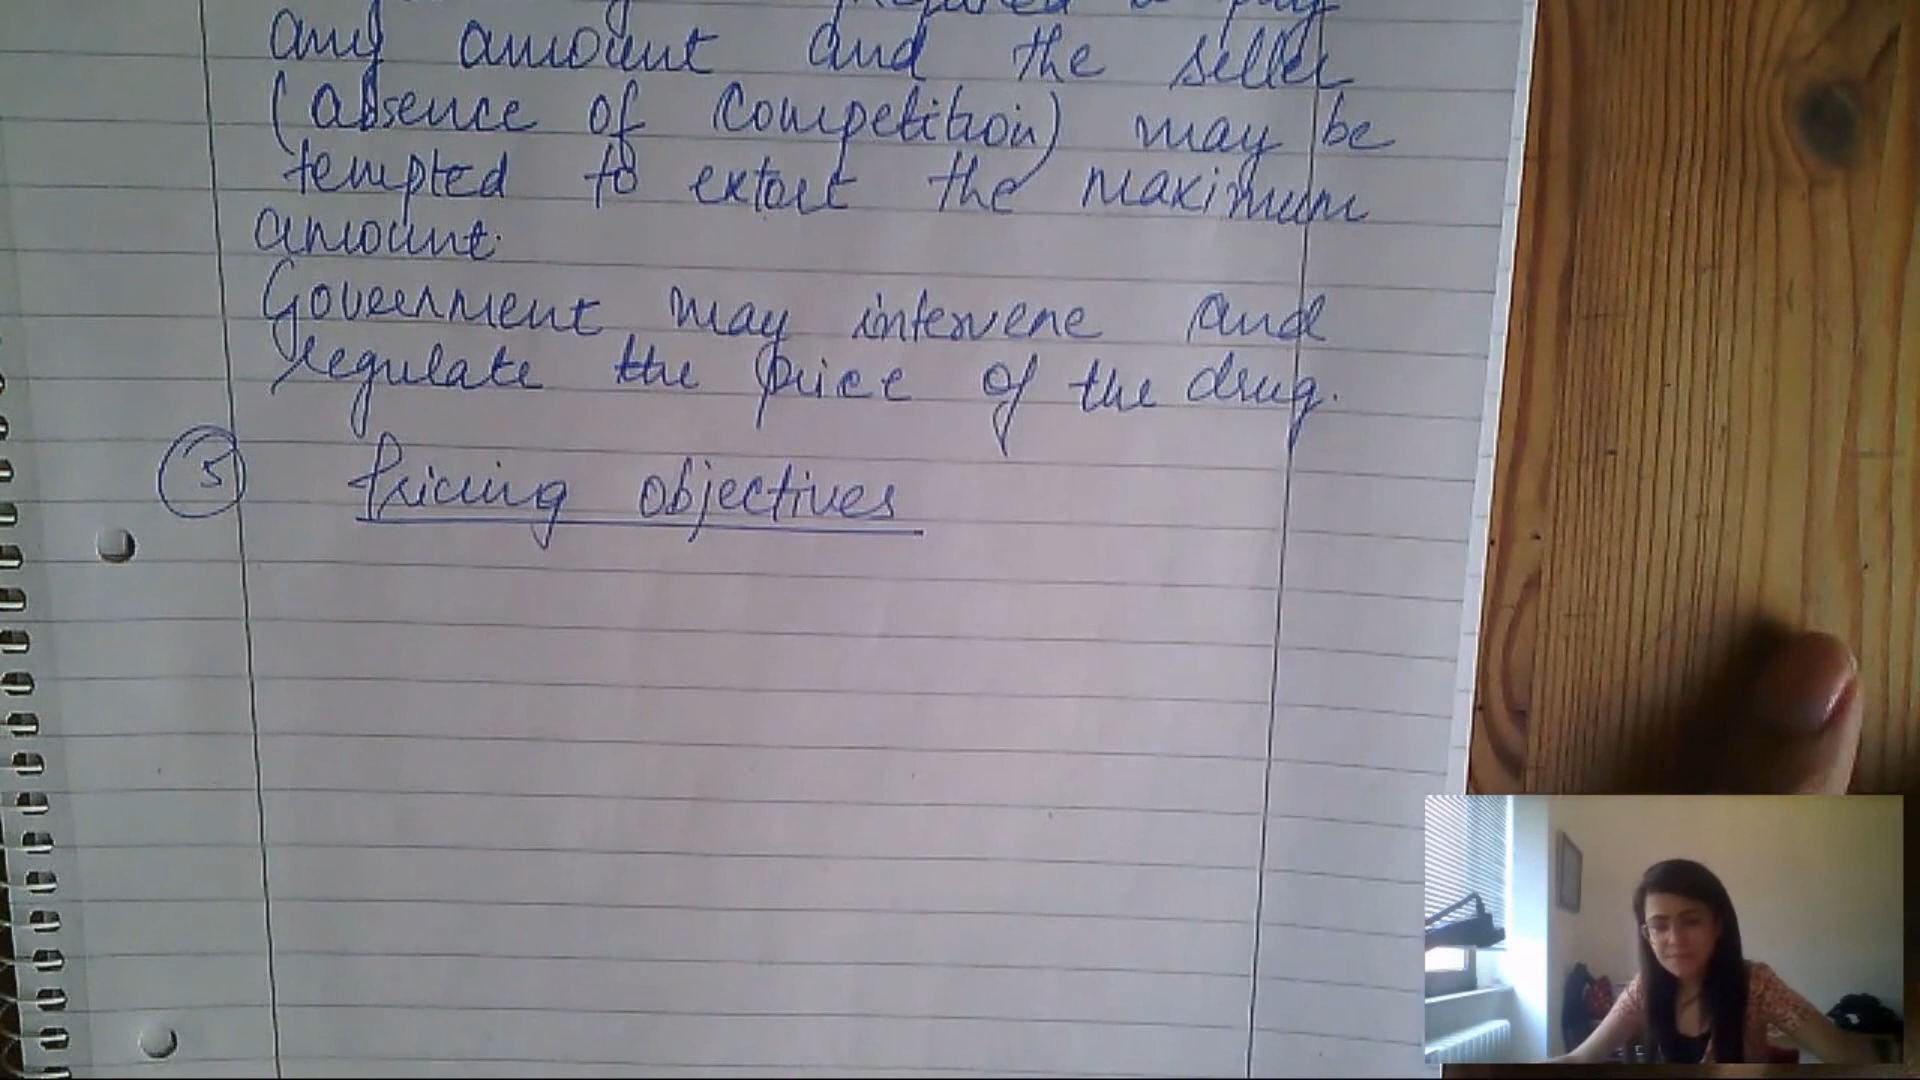 any amount and the seller
(absence of competition) may be
tempted to extort the maximum
amount.
Government may intervene and
regulate the price of the drug.
5 Pricing objectives